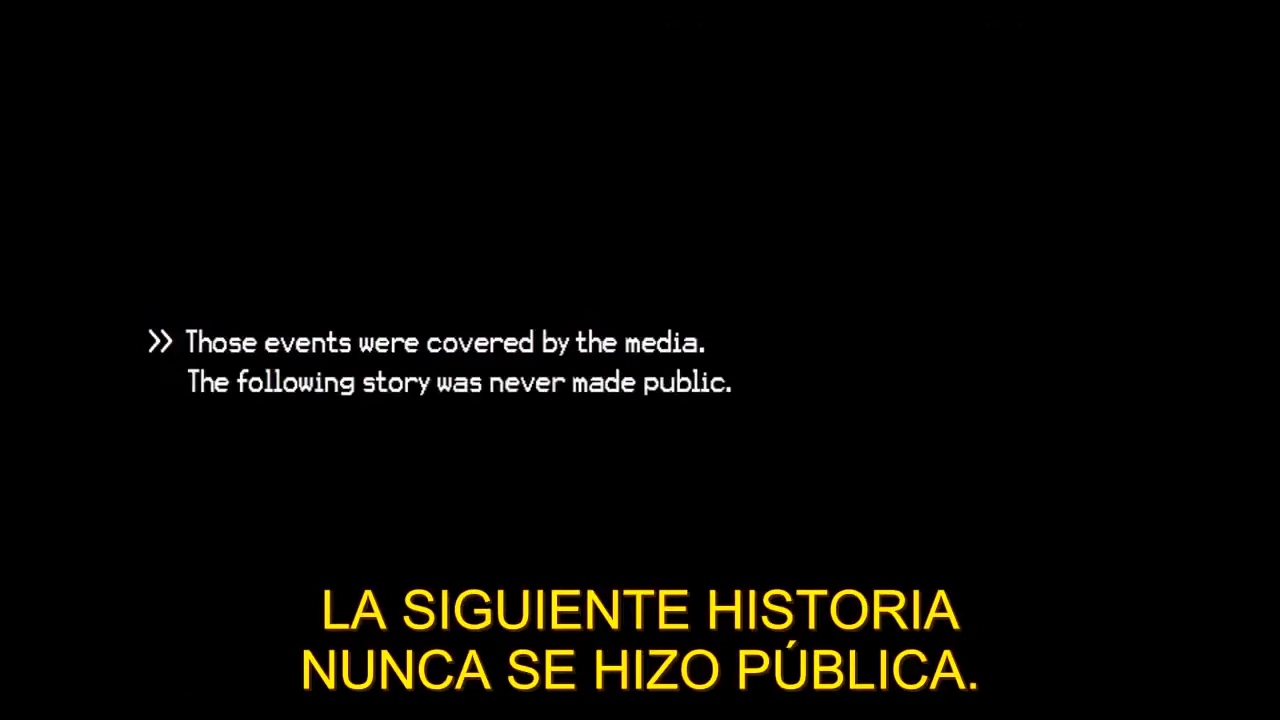 >> Those events were covered by the media.
The following story was never made public.
LA SIGUIENTE HISTORIA
NUNCA SE HIZO PÚBLICA.